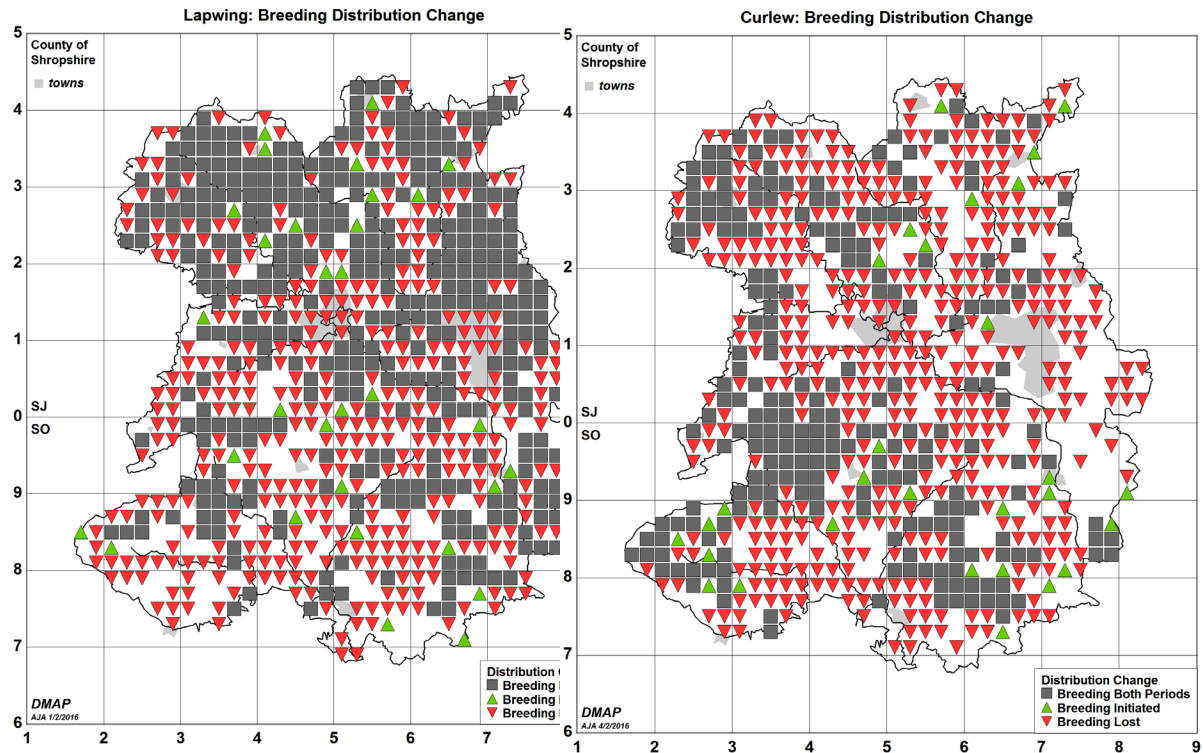 Lapwing: Breeding Distribution Change
5
County of
Shropshire
towns
4
3
2
1
SJ
0
SO
9
8
7
6
1 2 3 4 5 6 7
DMAP
AJA 1/2/2016
Distribution
Breeding
Breeding
Breeding
Curlew: Breeding Distribution Change
5
County of
Shropshire
towns
4
3
2
1
SJ
0
SO
9
8
7
6
1 2 3 4 5 6 7 8 9
DMAP
AJA 4/2/2016
Distribution Change
Breeding Both Periods
Breeding Initiated
Breeding Lost